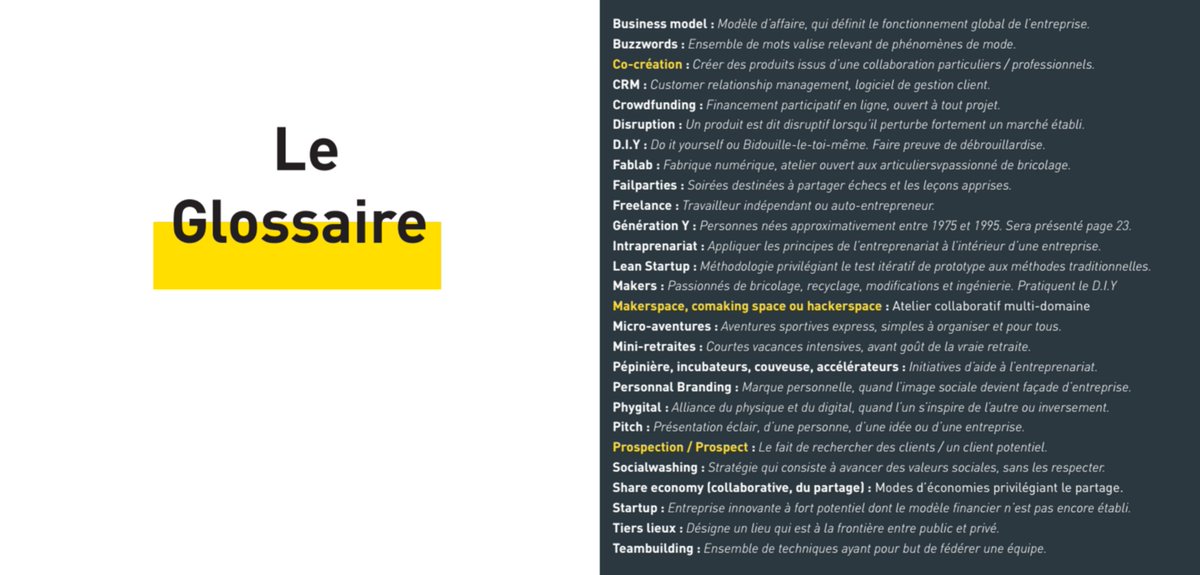 Le
Glossaire
Business model : Modèle d'affaire, qui définit le fonctionnement global de l'entreprise.
Buzzwords : Ensemble de mots valise relevant de phénomènes de mode.
Co-création : Créer des produits issus d'une collaboration particuliers / professionnels.
CRM : Customer relationship management, logiciel de gestion client.
Crowdfunding : Financement participatif en ligne, ouvert à tout projet.
Disruption : Un produit est dit disruptif lorsqu'il perturbe fortement un marché établi.
D.I.Y : Do it yourself ou Bidouille-le-toi-même. Faire preuve de débrouillardise.
Fablab : Fabrique numérique, atelier ouvert aux articuliersvpassionné de bricolage.
Failparties : Soirées destinées à partager échecs et les leçons apprises.
Freelance : Travailleur indépendant ou auto-entrepreneur.
Génération Y : Personnes nées approximativement entre 1975 et 1995. Sera présenté page 23.
Intraprenariat : Appliquer les principes de l'entreprenariat à l'intérieur d'une entreprise.
Lean Startup : Méthodologie privilégiant le test itératif de prototype aux méthodes traditionnelles.
Makers : Passionnés de bricolage, recyclage, modifications et ingénierie. Pratiquent le D.I.Y
Makerspace, comaking space ou hackerspace : Atelier collaboratif multi-domaine
Micro-aventures : Aventures sportives express, simples à organiser et pour tous.
Mini-retraites : Courtes vacances intensives, avant goût de la vraie retraite.
Pépinière, incubateurs, couveuse, accélérateurs : Initiatives d'aide à l'entreprenariat.
Personnal Branding : Marque personnelle, quand l'image sociale devient façade d'entreprise.
Phygital : Alliance du physique et du digital, quand l'un s'inspire de l'autre ou inversement.
Pitch : Présentation éclair, d'une personne, d'une idée ou d'une entreprise.
Prospection / Prospect : Le fait de rechercher des clients / un client potentiel.
Socialwashing : Stratégie qui consiste à avancer des valeurs sociales, sans les respecter.
Share economy (collaborative, du partage) : Modes d'économies privilégiant le partage.
Startup : Entreprise innovante à fort potentiel dont le modèle financier n'est pas encore établi.
Tiers lieux : Désigne un lieu qui est à la frontière entre public et privé.
Teambuilding : Ensemble de techniques ayant pour but de fédérer une équipe.